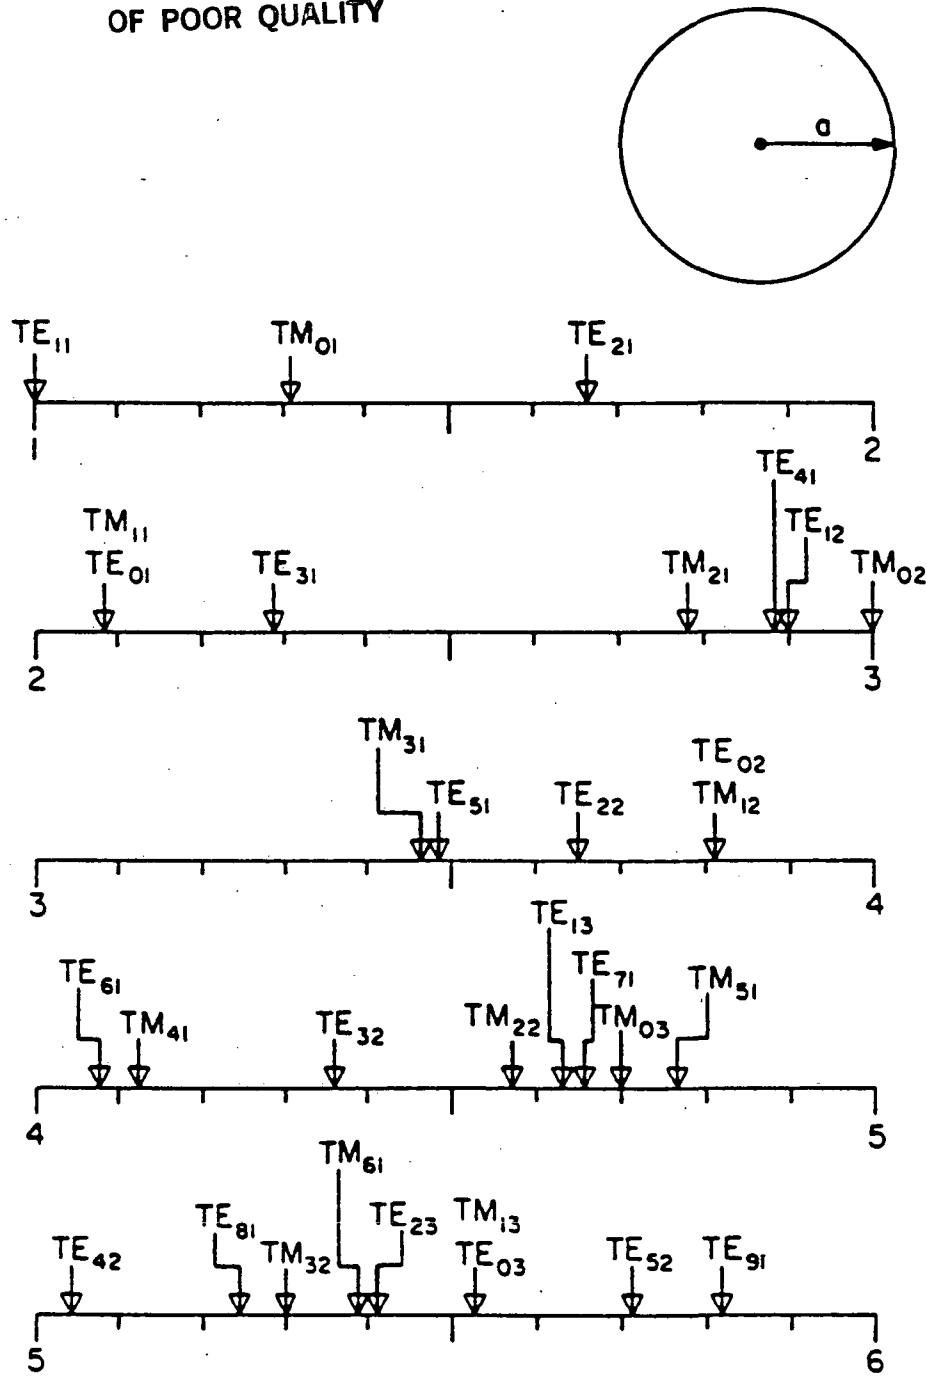 OF POOR QUALITY
a
TE11 TM01 TE21
1 2
TE41
TM11 TE12
TE01 TE31 TM21 TM02
2 3
TM31 TE02
TE51 TE22 TM12
3 4
TE13
TE61 TE71 TM51
TM41 TE32 TM22 TM03
4 5
TM61
TE81 TE23 TM13
TE42 TM32 TE03 TE52 TE91
5 6